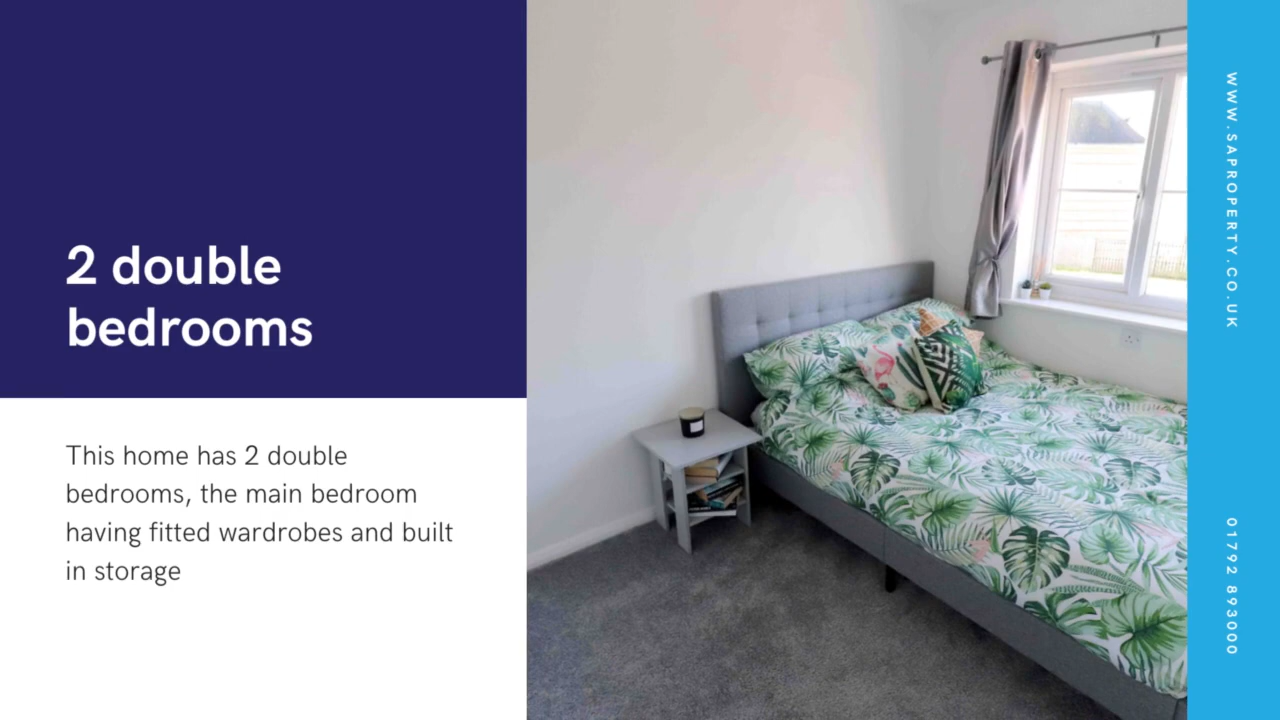 2 double
bedrooms
This home has 2 double
bedrooms, the main bedroom
having fitted wardrobes and built
in storage
WWW.SAPROPERTY.CO.UK
01792 893000